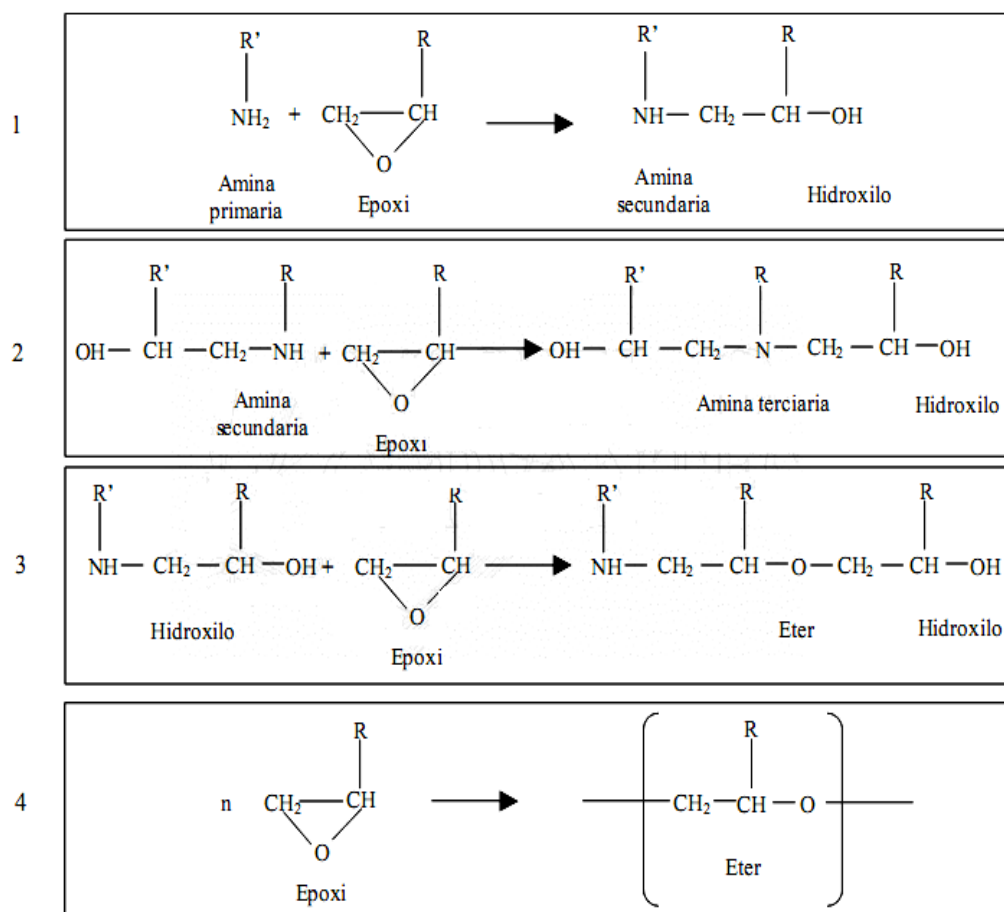 R' R R' R
1 NH₂ + CH₂ CH NH CH₂ CH OH
O
Amina primaria Epoxi Amina secundaria Hidroxilo
R' R R R' R R
2 OH CH CH₂ NH + CH₂ CH OH CH CH₂ N CH₂ CH OH
O
Amina secundaria Epoxi Amina terciaria Hidroxilo
R' R R R' R R
3 NH CH₂ CH OH + CH₂ CH NH CH₂ CH O CH₂ CH OH
O
Hidroxilo Epoxi Eter Hidroxilo
R R
4 n CH₂ CH CH₂ CH O
O
Epoxi Eter